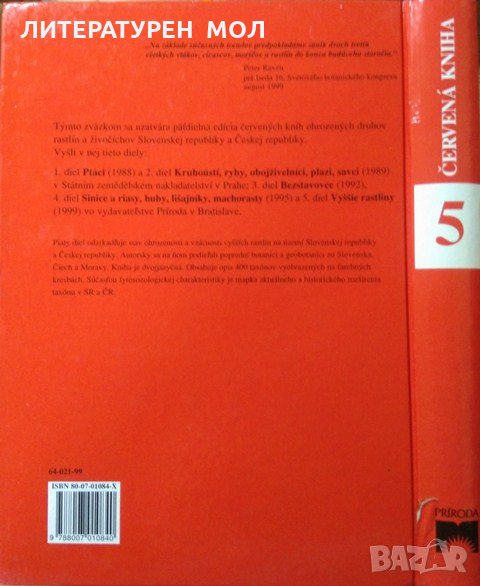 ЛИТЕРАТУРЕН МОЛ
„Na základe súčasných trendov predpokladáme zánik dvoch tretín
všetkých vtákov, cicavcov, motýľov a rastlín do konca budúceho storočia.“
Peter Raven
prezident 16. Svetového botanického kongresu
august 1999
Týmto zväzkom sa uzatvára päťdielna edícia červených kníh ohrozených druhov
rastlín a živočíchov Slovenskej republiky a Českej republiky.
Vyšli v nej tieto diely:
1. diel Ptáci (1988) a 2. diel Kruhoústí, ryby, obojživelníci, plazi, savci (1989)
v Státním zemědělském nakladatelství v Prahe; 3. diel Bezstavovce (1992),
4. diel Sinice a riasy, huby, lišajníky, machorasty (1995) a 5. diel Vyššie rastliny
(1999) vo vydavateľstve Príroda v Bratislave.
Piaty diel odzrkadľuje stav ohrozenosti a vzácnosti vyšších rastlín na území Slovenskej republiky
a Českej republiky. Autorsky sa na ňom podieľali poprední botanici a geobotanici zo Slovenska,
Čiech a Moravy. Kniha je dvojjazyčná. Obsahuje opis 400 taxónov vyobrazených na farebných
kresbách. Súčasťou fytosozologickej charakteristiky je mapka aktuálneho a historického rozšírenia
taxónu v SR a ČR.
64-021-99
ISBN 80-07-01084-X
9 788007 010840
ČERVENÁ KNIHA
5
PRÍRODA
BAZAR